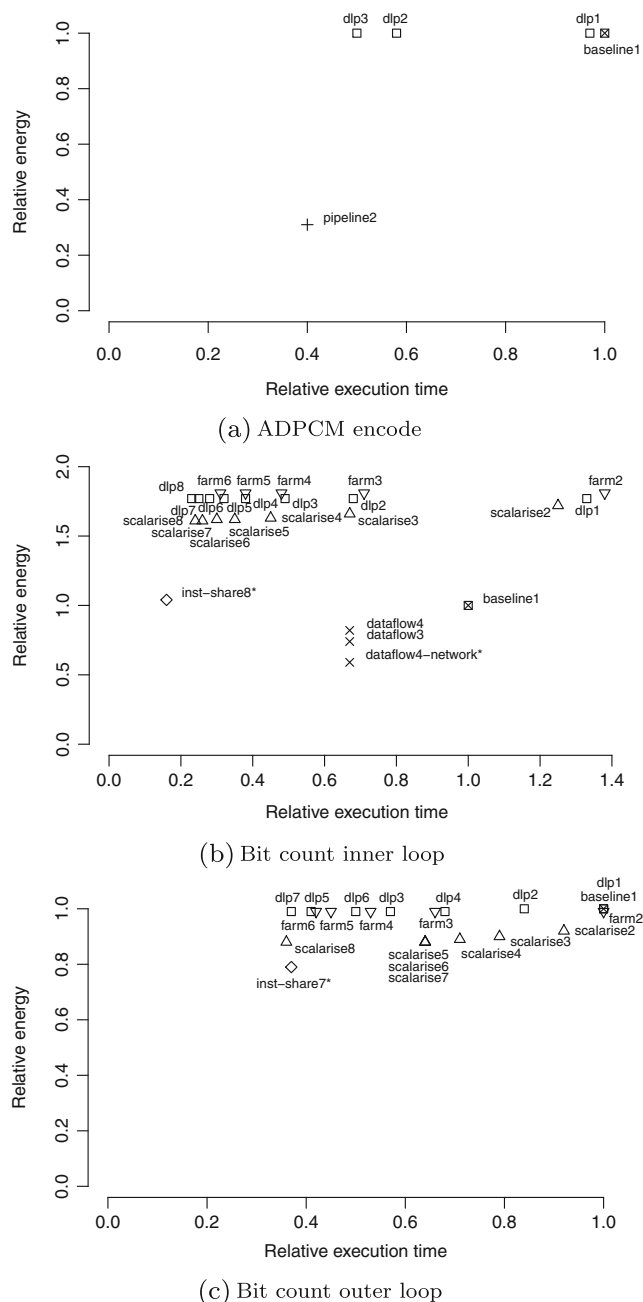 dlp3 dlp2 dlp1
baseline1
pipeline2
Relative energy
0.0 0.2 0.4 0.6 0.8 1.0
0.0 0.2 0.4 0.6 0.8 1.0
Relative execution time
(a) ADPCM encode
farm6 farm5 farm4 farm3 farm2
dlp8
dlp7 dlp6 dlp5 dlp4 dlp3 dlp2 dlp1
scalarise8 scalarise7 scalarise6 scalarise5 scalarise4 scalarise3 scalarise2
inst-share8*
baseline1
dataflow4
dataflow3
dataflow4-network*
Relative energy
0.0 0.5 1.0 1.5 2.0
0.0 0.2 0.4 0.6 0.8 1.0 1.2 1.4
Relative execution time
(b) Bit count inner loop
dlp1
dlp7 dlp5 dlp6 dlp3 dlp4 dlp2 baseline1
farm6 farm5 farm4 farm3 farm2
scalarise8 scalarise5 scalarise4 scalarise3 scalarise2
scalarise6
scalarise7
inst-share7*
Relative energy
0.0 0.2 0.4 0.6 0.8 1.0
0.0 0.2 0.4 0.6 0.8 1.0
Relative execution time
(c) Bit count outer loop